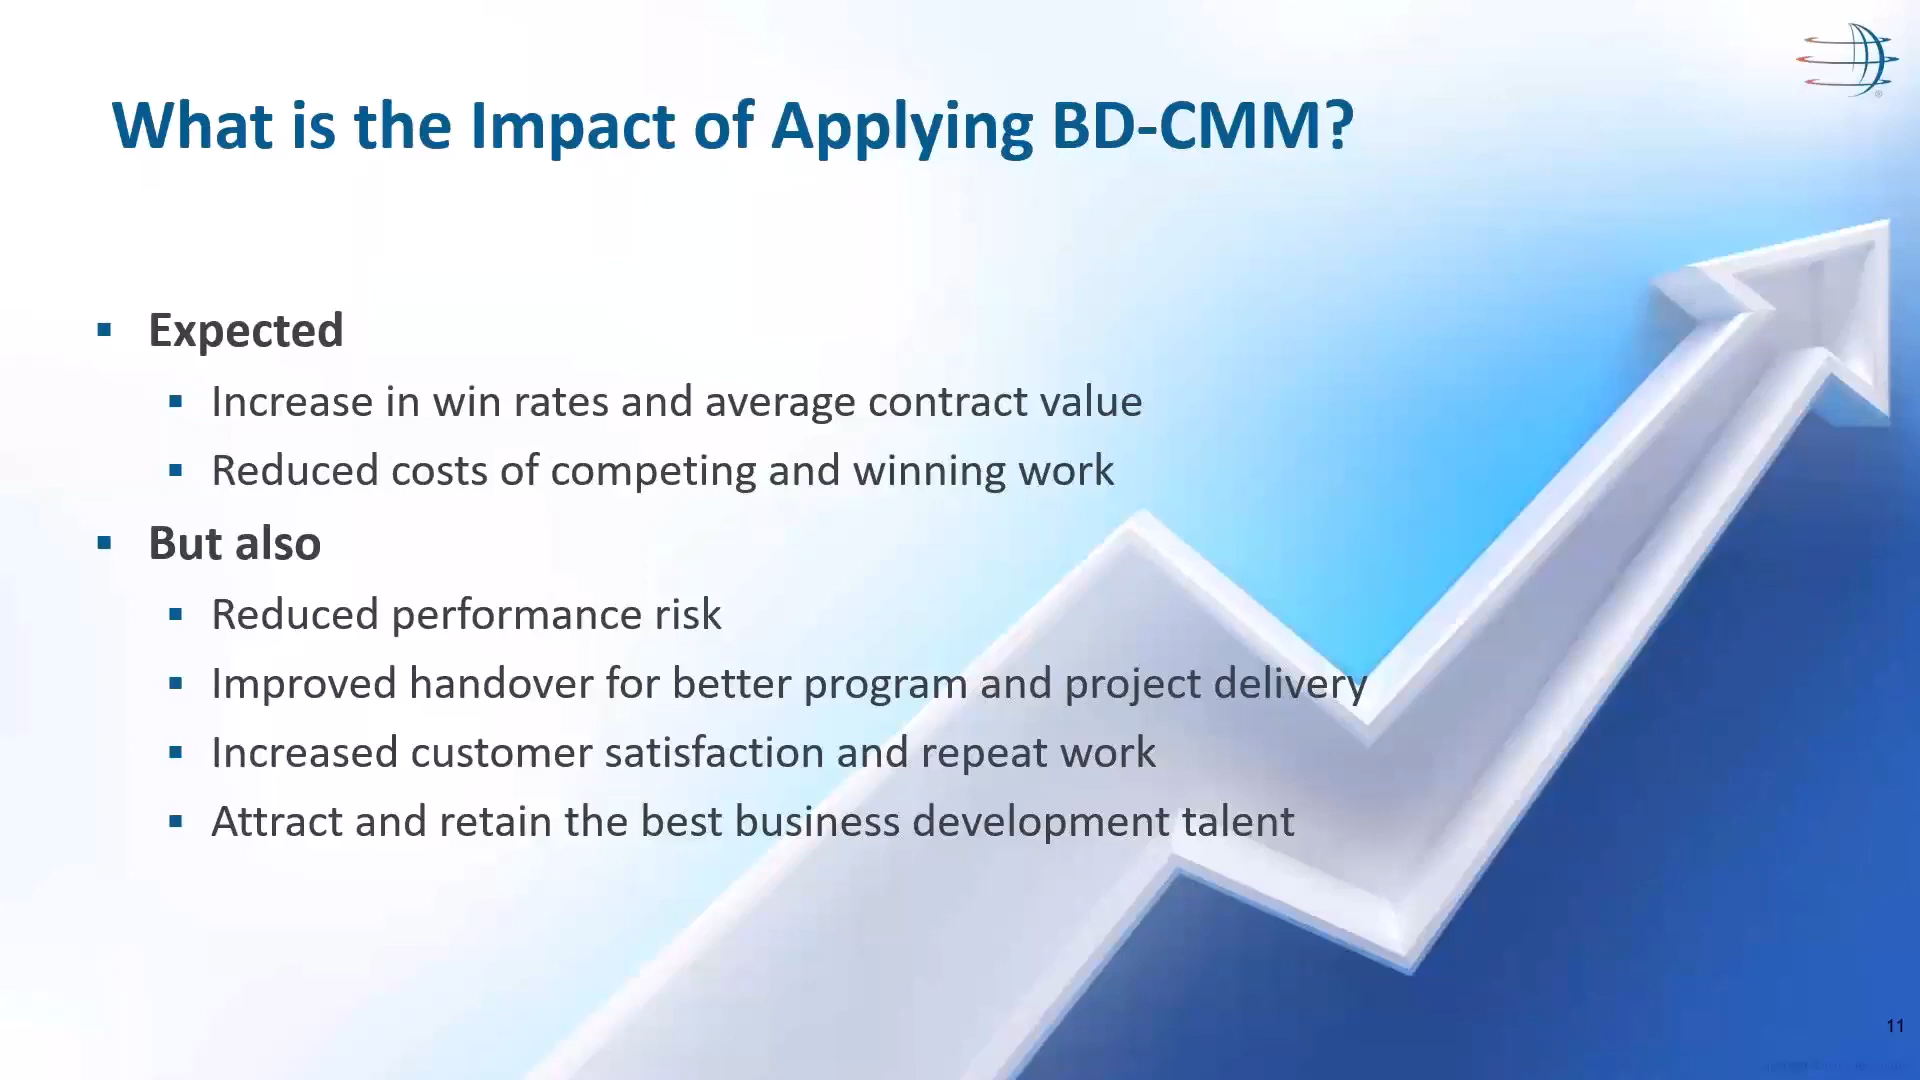 What is the Impact of Applying BD-CMM?
▪ Expected
▪ Increase in win rates and average contract value
▪ Reduced costs of competing and winning work
▪ But also
▪ Reduced performance risk
▪ Improved handover for better program and project delivery
▪ Increased customer satisfaction and repeat work
▪ Attract and retain the best business development talent
®
11